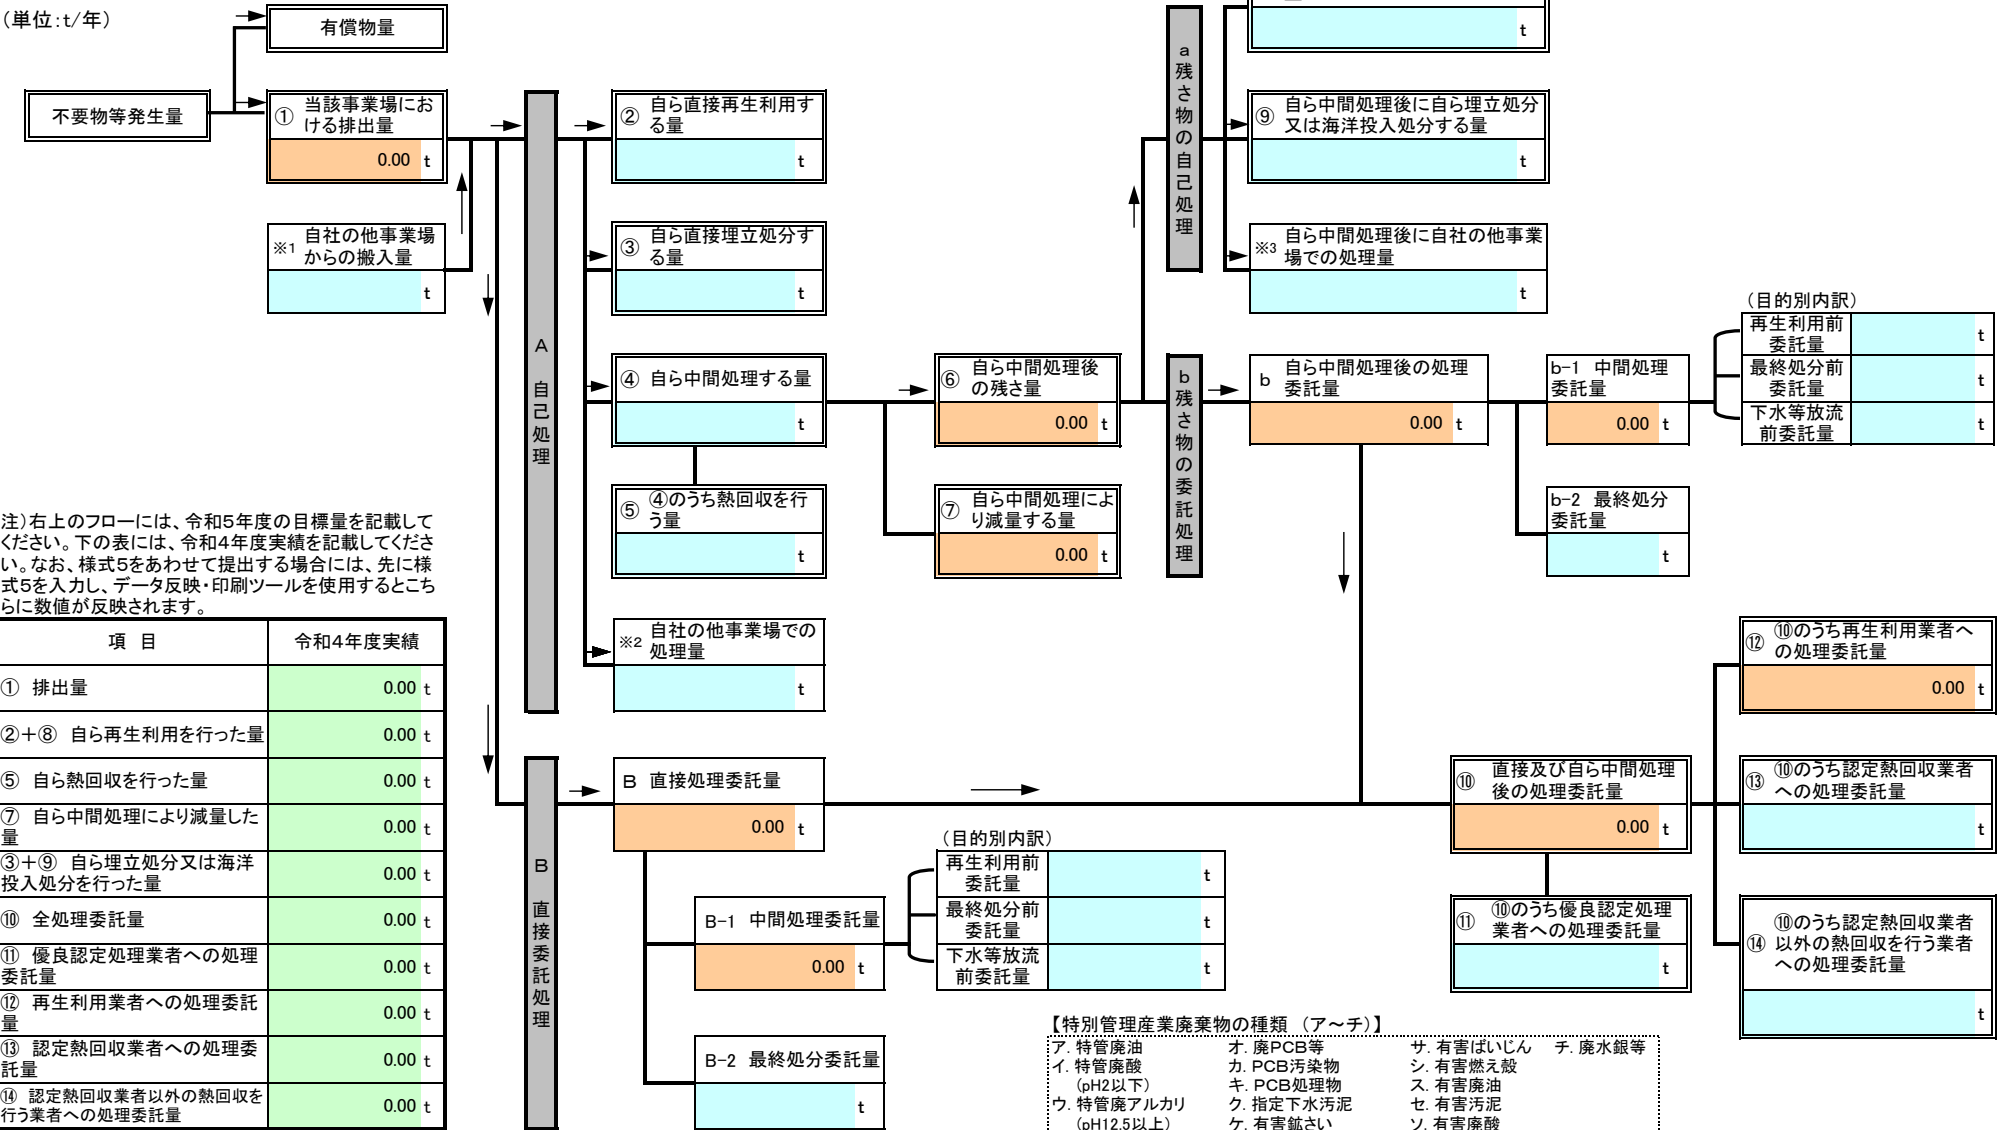 （単位:t/年）
有償物量
不要物等発生量
① 当該事業場にお
ける排出量
0.00 t
※1 自社の他事業場
からの搬入量
t
A 自己処理
② 自ら直接再生利用す
る量
t
③ 自ら直接埋立処分す
る量
t
④ 自ら中間処理する量
t
⑤ ④のうち熱回収を行
う量
t
※2 自社の他事業場での
処理量
t
⑥ 自ら中間処理後
の残さ量
0.00 t
⑦ 自ら中間処理によ
り減量する量
0.00 t
a 残さ物の自己処理
t
⑨ 自ら中間処理後に自ら埋立処分
又は海洋投入処分する量
t
※3 自ら中間処理後に自社の他事業
場での処理量
t
b 残さ物の委託処理
b 自ら中間処理後の処理
委託量
0.00 t
b-1 中間処理
委託量
0.00 t
（目的別内訳）
再生利用前
委託量
t
最終処分前
委託量
t
下水等放流
前委託量
t
b-2 最終処分
委託量
t
注）右上のフローには、令和5年度の目標量を記載して
ください。下の表には、令和4年度実績を記載してくださ
い。なお、様式5をあわせて提出する場合には、先に様
式5を入力し、データ反映・印刷ツールを使用するとこち
らに数値が反映されます。
項 目 令和4年度実績
① 排出量 0.00 t
②＋⑧ 自ら再生利用を行った量 0.00 t
⑤ 自ら熱回収を行った量 0.00 t
⑦ 自ら中間処理により減量した
量 0.00 t
③＋⑨ 自ら埋立処分又は海洋
投入処分を行った量 0.00 t
⑩ 全処理委託量 0.00 t
⑪ 優良認定処理業者への処理
委託量 0.00 t
⑫ 再生利用業者への処理委託
量 0.00 t
⑬ 認定熱回収業者への処理委
託量 0.00 t
⑭ 認定熱回収業者以外の熱回収を
行う業者への処理委託量 0.00 t
B 直接委託処理
B 直接処理委託量
0.00 t
B-1 中間処理委託量
0.00 t
（目的別内訳）
再生利用前
委託量
t
最終処分前
委託量
t
下水等放流
前委託量
t
B-2 最終処分委託量
t
⑩ 直接及び自ら中間処理
後の処理委託量
0.00 t
⑪ ⑩のうち優良認定処理
業者への処理委託量
t
⑫ ⑩のうち再生利用業者へ
の処理委託量
0.00 t
⑬ ⑩のうち認定熱回収業者
への処理委託量
t
⑭ ⑩のうち認定熱回収業者
以外の熱回収を行う業者
への処理委託量
t
【特別管理産業廃棄物の種類 （ア～チ）】
ア. 特管廃油 オ. 廃PCB等 サ. 有害ばいじん チ. 廃水銀等
イ. 特管廃酸 カ. PCB汚染物 シ. 有害燃え殻
（pH2以下） キ. PCB処理物 ス. 有害廃油
ウ. 特管廃アルカリ ク. 指定下水汚泥 セ. 有害汚泥
（pH12.5以上） ケ. 有害鉱さい ソ. 有害廃酸